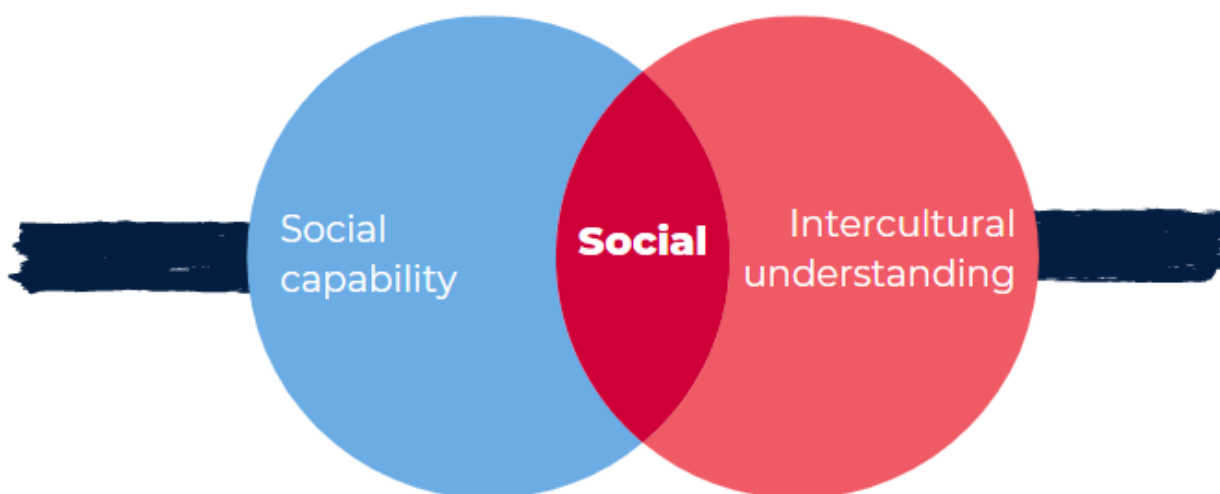 Social
capability
Social
Intercultural
understanding